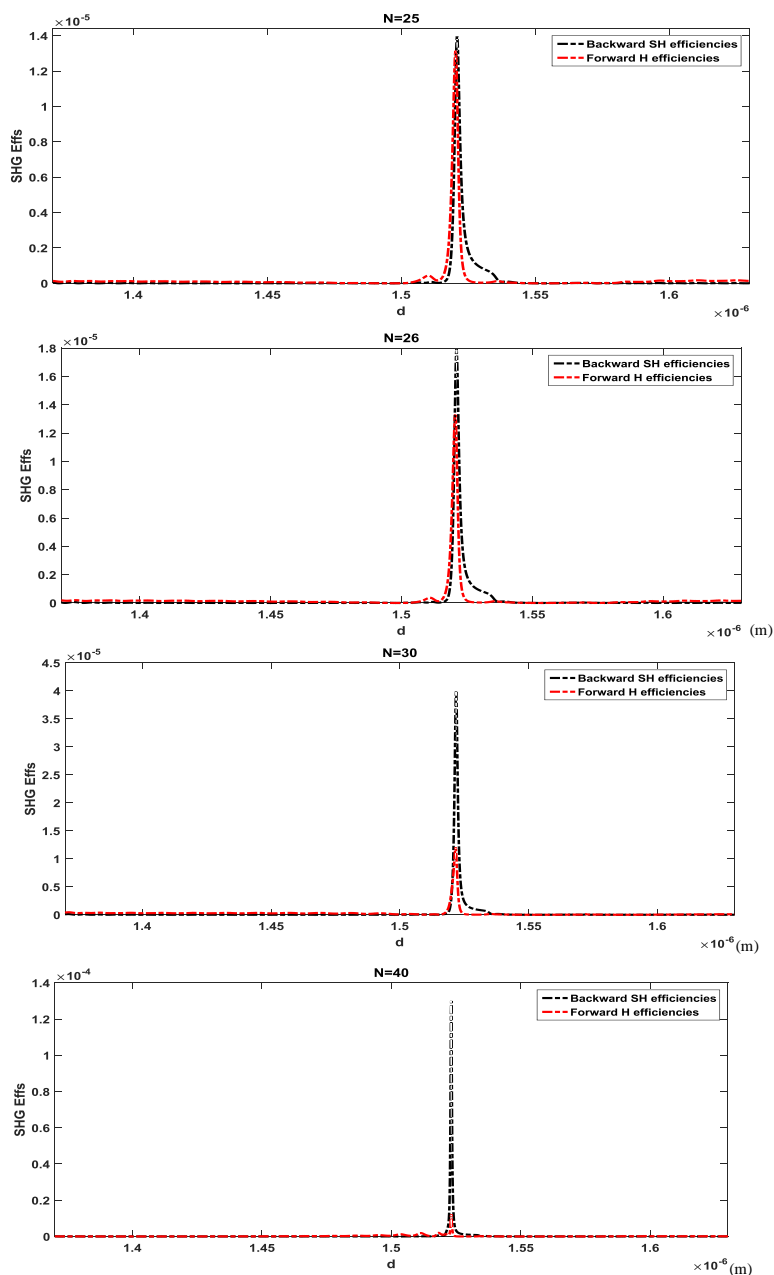 N=25
×10^-5
1.4
1.2
1
0.8
0.6
0.4
0.2
0
SHG Effs
Backward SH efficiencies
Forward H efficiencies
1.4 1.45 1.5 1.55 1.6
d
×10^-6
N=26
×10^-5
1.8
1.6
1.4
1.2
1
0.8
0.6
0.4
0.2
0
SHG Effs
Backward SH efficiencies
Forward H efficiencies
1.4 1.45 1.5 1.55 1.6
d
×10^-6 (m)
N=30
×10^-5
4.5
4
3.5
3
2.5
2
1.5
1
0.5
0
SHG Effs
Backward SH efficiencies
Forward H efficiencies
1.4 1.45 1.5 1.55 1.6
d
×10^-6 (m)
N=40
×10^-4
1.4
1.2
1
0.8
0.6
0.4
0.2
0
SHG Effs
Backward SH efficiencies
Forward H efficiencies
1.4 1.45 1.5 1.55 1.6
d
×10^-6 (m)